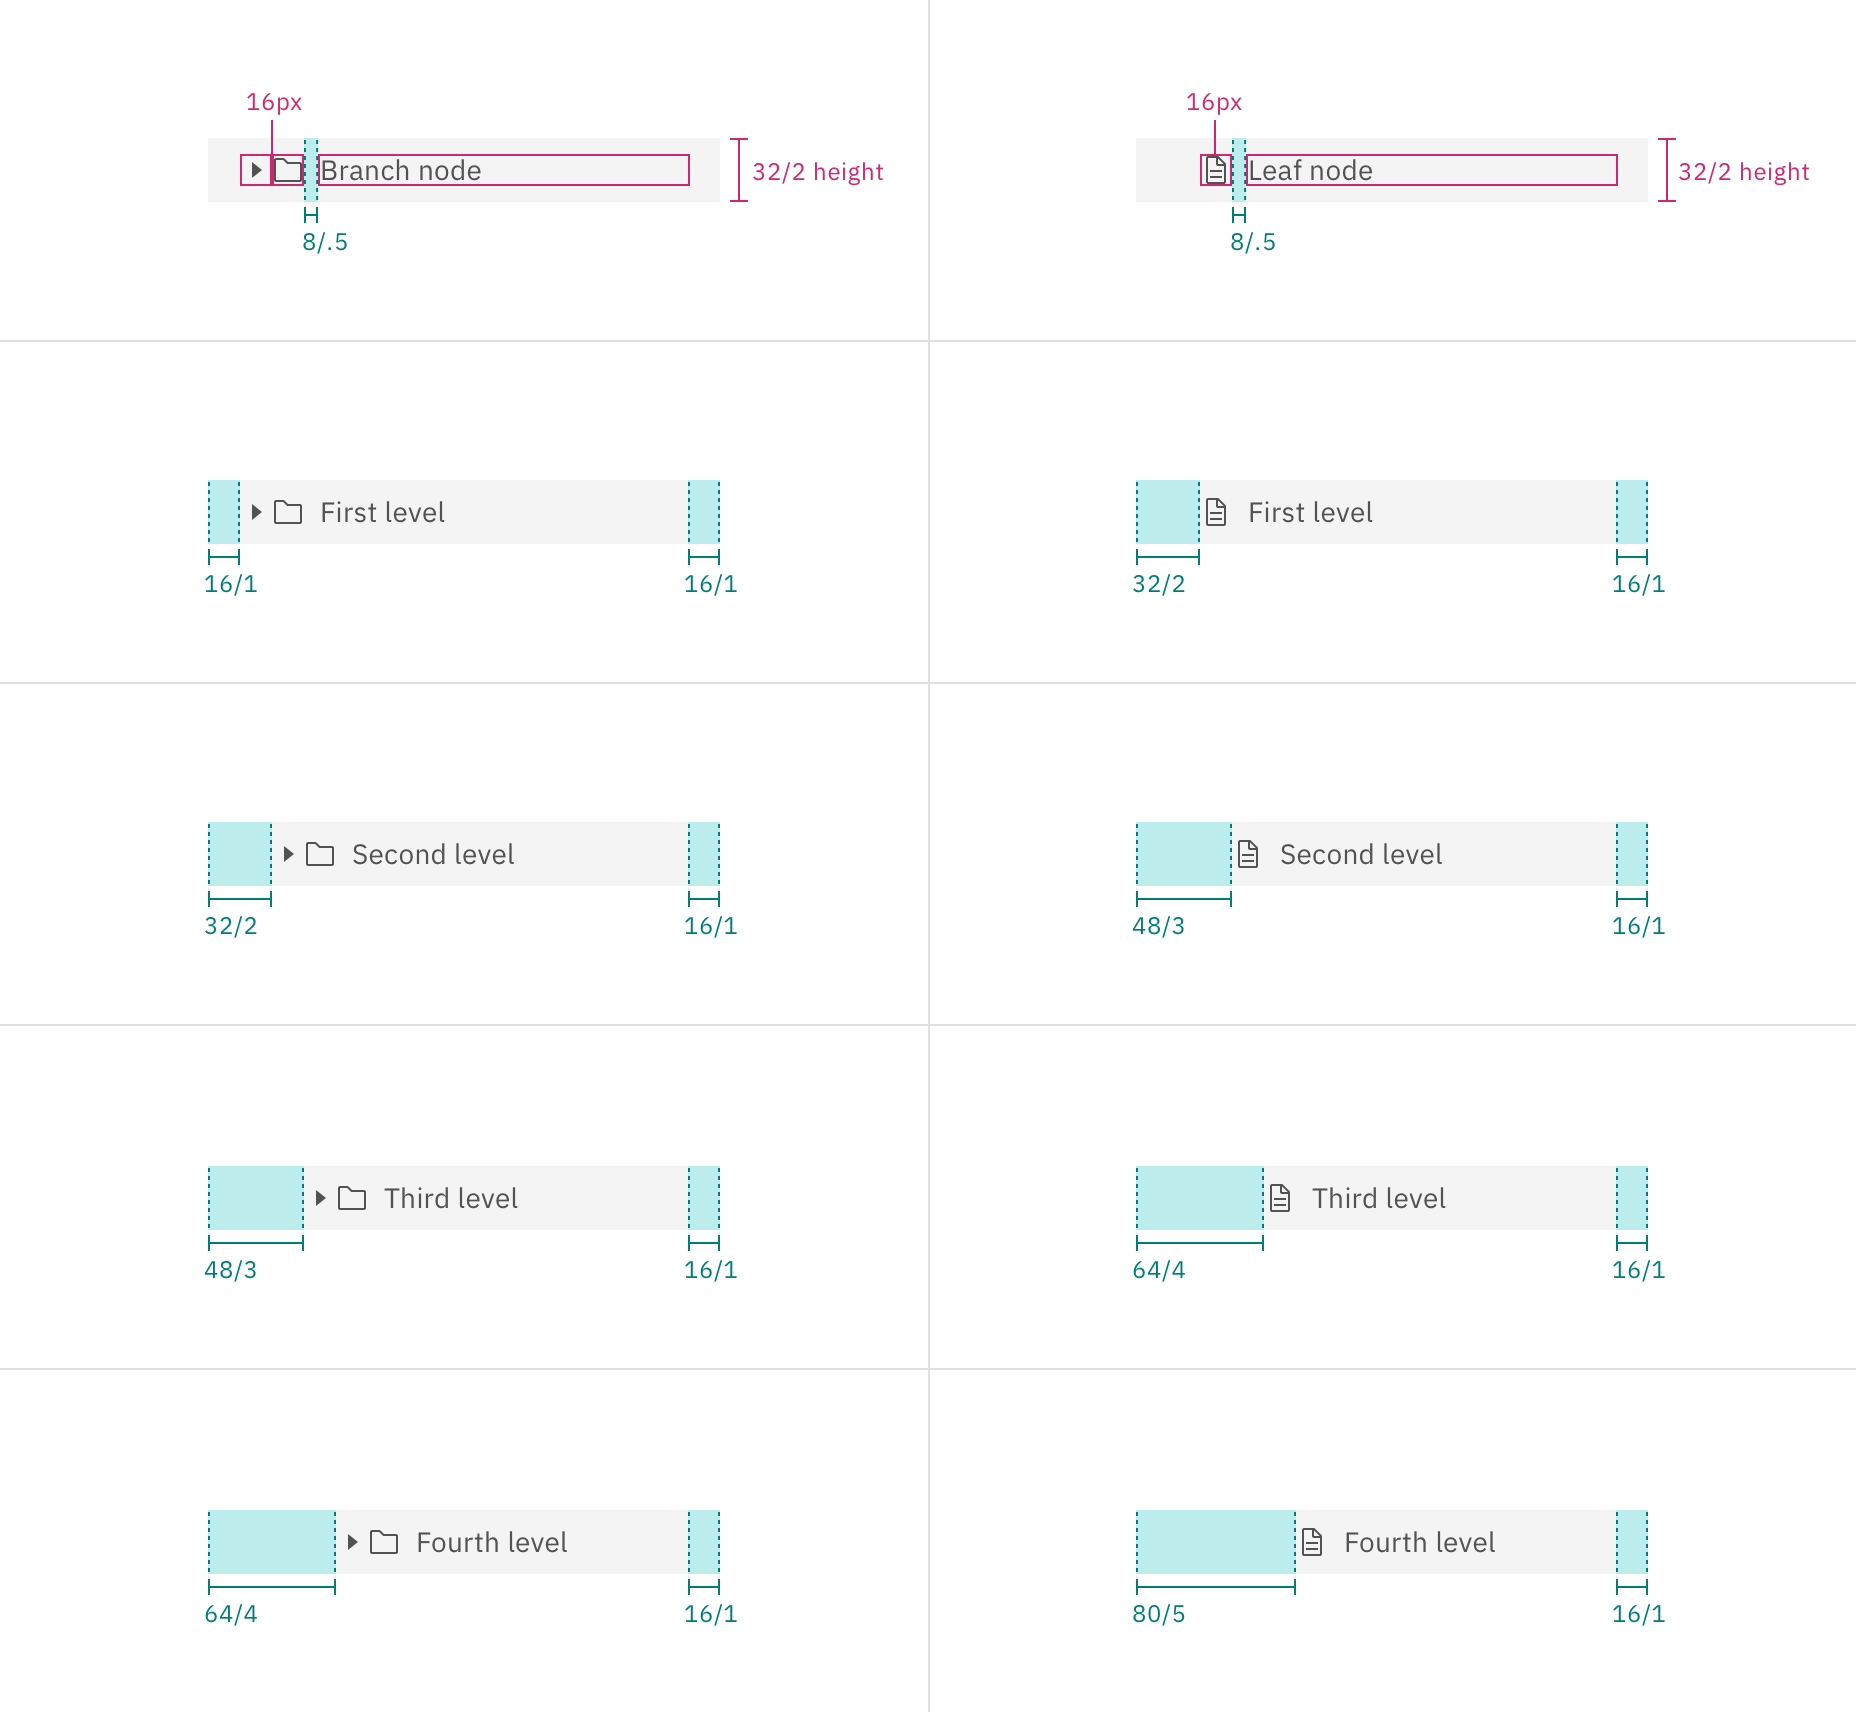 16px
Branch node
32/2 height
8/.5
16px
Leaf node
32/2 height
8/.5
First level
16/1
16/1
First level
32/2
16/1
Second level
32/2
16/1
Second level
48/3
16/1
Third level
48/3
16/1
Third level
64/4
16/1
Fourth level
64/4
16/1
Fourth level
80/5
16/1